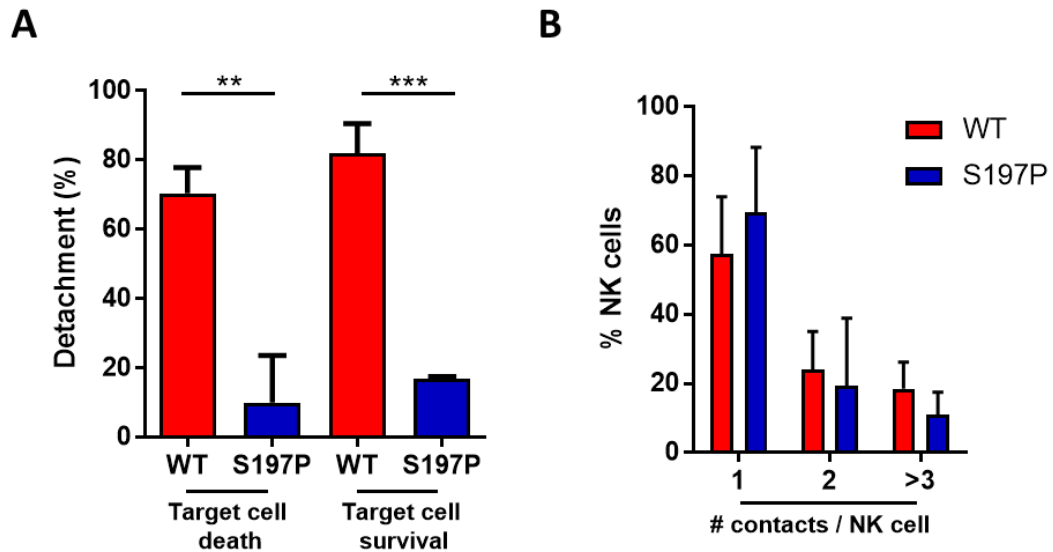 A
B
** ***
100
80
60
40
20
0
Detachment (%)
WT S197P WT S197P
Target cell
death
Target cell
survival
100
80
60
40
20
0
% NK cells
WT
S197P
1 2 >3
# contacts / NK cell